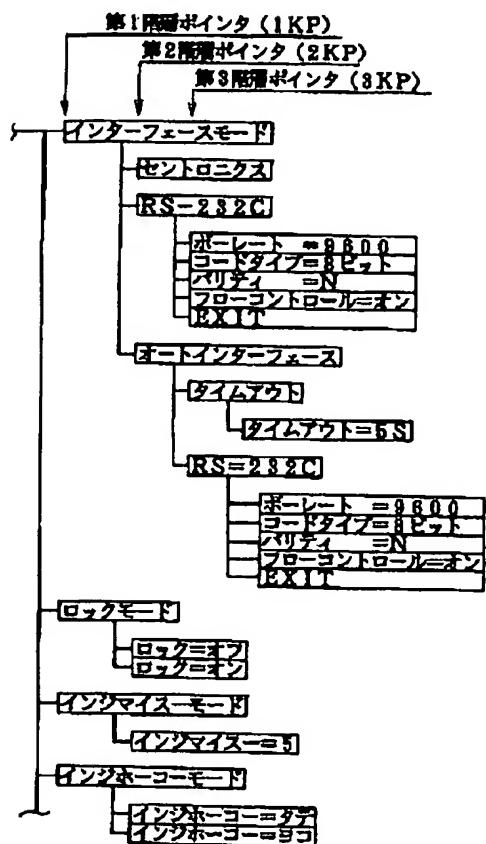 第1階層ポインタ（1KP）
第2階層ポインタ（2KP）
第3階層ポインタ（3KP）
インターフェースモード
セントロニクス
RS-232C
ボーレート ＝9600
コードタイプ＝8ビット
パリティ ＝N
フローコントロール＝オン
EXIT
オートインターフェース
タイムアウト
タイムアウト＝5S
RS=232C
ボーレート ＝9600
コードタイプ＝8ビット
パリティ ＝N
フローコントロール＝オン
EXIT
ロックモード
ロック＝オフ
ロック＝オン
インジマイスーモード
インジマイスー＝5
インジホーコーモード
インジホーコー＝タテ
インジホーコー＝ヨコ